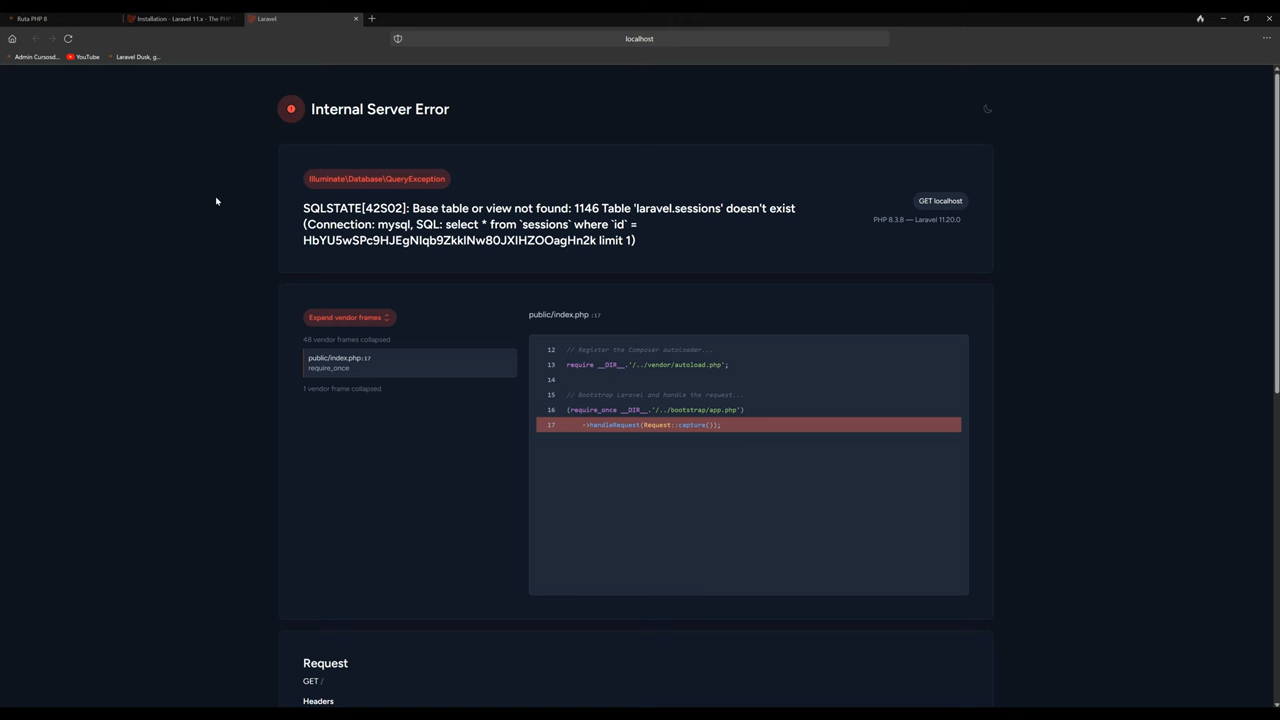 Ruta PHP 8
Installation - Laravel 11.x - The PHP
Laravel
localhost
Admin Cursosd...
YouTube
Laravel Dusk, g...
Internal Server Error
Illuminate\Database\QueryException
SQLSTATE[42S02]: Base table or view not found: 1146 Table 'laravel.sessions' doesn't exist
(Connection: mysql, SQL: select * from `sessions` where `id` =
limit 1)
GET localhost
PHP 8.3.8 — Laravel 11.20.0
Expand vendor frames
48 vendor frames collapsed
public/index.php:17
require_once
1 vendor frame collapsed
public/index.php :17
12 // Register the Composer autoloader...
13 require __DIR__.'/../vendor/autoload.php';
14
15 // Bootstrap Laravel and handle the request...
16 (require_once __DIR__.'/../bootstrap/app.php')
17 ->handleRequest(Request::capture());
Request
GET /
Headers